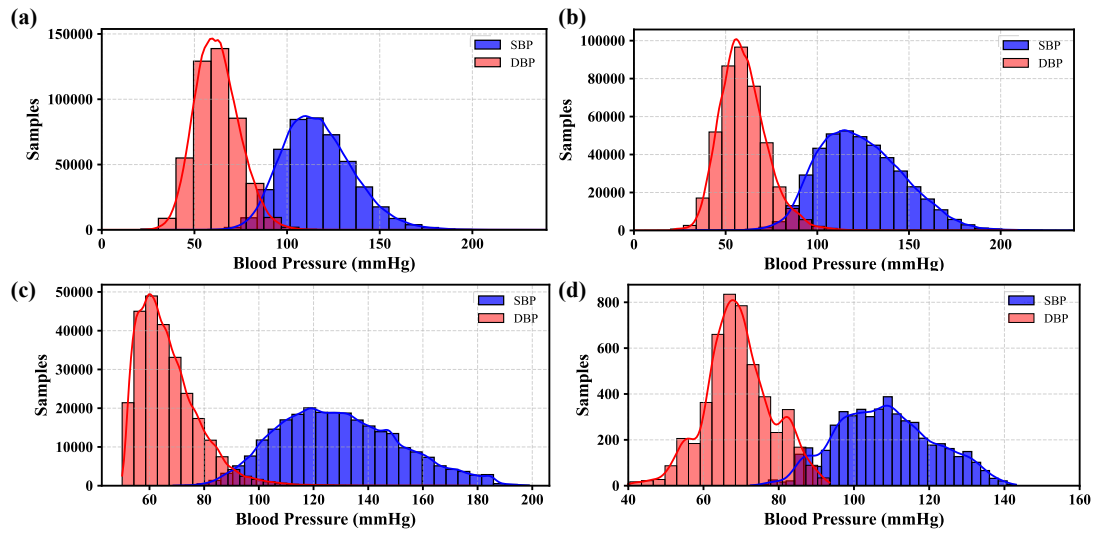 (a)
150000
100000
50000
0
Samples
0
50
100
150
200
Blood Pressure (mmHg)
SBP
DBP
(b)
100000
80000
60000
40000
20000
0
Samples
0
50
100
150
200
Blood Pressure (mmHg)
SBP
DBP
(c)
50000
40000
30000
20000
10000
0
Samples
60
80
100
120
140
160
180
200
Blood Pressure (mmHg)
SBP
DBP
(d)
800
600
400
200
0
Samples
40
60
80
100
120
140
160
Blood Pressure (mmHg)
SBP
DBP